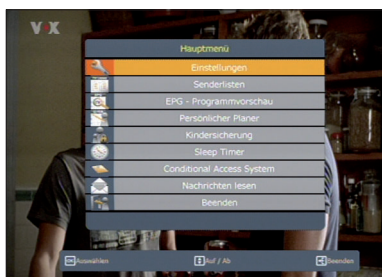 VOX
Hauptmenü
Einstellungen
Senderlisten
EPG - Programmvorschau
Persönlicher Planer
Kindersicherung
Sleep Timer
Conditional Access System
Nachrichten lesen
Beenden
OK Auswählen
Auf / Ab
Beenden